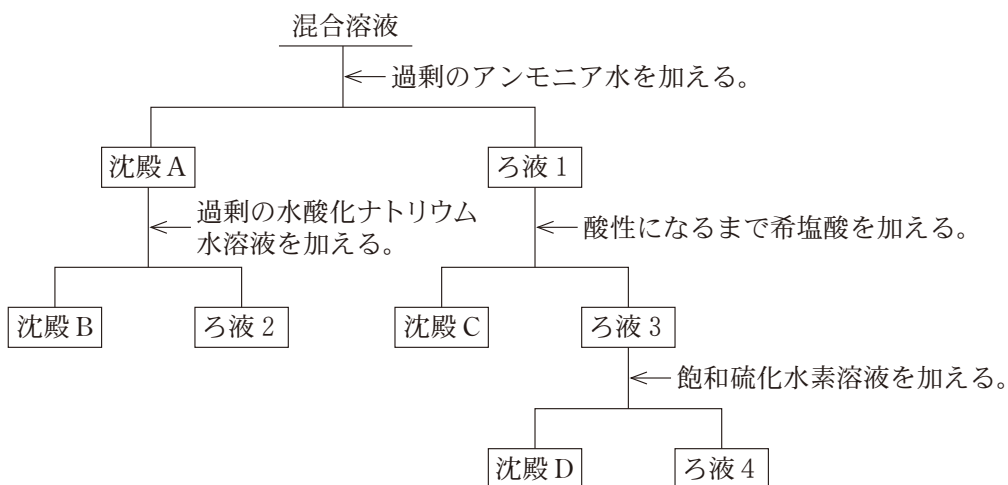 混合溶液
過剰のアンモニア水を加える。
沈殿A
ろ液1
過剰の水酸化ナトリウム
水溶液を加える。
酸性になるまで希塩酸を加える。
沈殿B
ろ液2
沈殿C
ろ液3
飽和硫化水素溶液を加える。
沈殿D
ろ液4